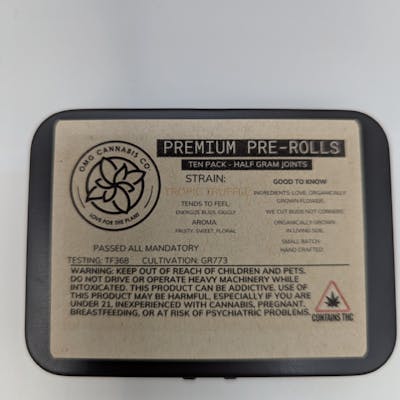 OMG CANNABIS CO
LOVE FOR THE PLANT
PREMIUM PRE-ROLLS
TEN PACK - HALF GRAM JOINTS
STRAIN:
TROPIC TRUFFLE
TENDS TO FEEL
ENERGIZE, BLISS, GIGGLY
AROMA
FRUITY, SWEET, FLORAL
GOOD TO KNOW
INGREDIENTS: LOVE, ORGANICALLY
GROWN FLOWER.
WE CUT BUDS NOT CORNERS
ORGANICALLY GROWN
IN LIVING SOIL
SMALL BATCH
HAND CRAFTED
PASSED ALL MANDATORY
TESTING: TF368 CULTIVATION: GR773
WARNING: KEEP OUT OF REACH OF CHILDREN AND PETS.
DO NOT DRIVE OR OPERATE HEAVY MACHINERY WHILE
INTOXICATED. THIS PRODUCT CAN BE ADDICTIVE. USE OF
THIS PRODUCT MAY BE HARMFUL, ESPECIALLY IF YOU ARE
UNDER 21, INEXPERIENCED WITH CANNABIS, PREGNANT,
BREASTFEEDING, OR AT RISK OF PSYCHIATRIC PROBLEMS.
CONTAINS THC